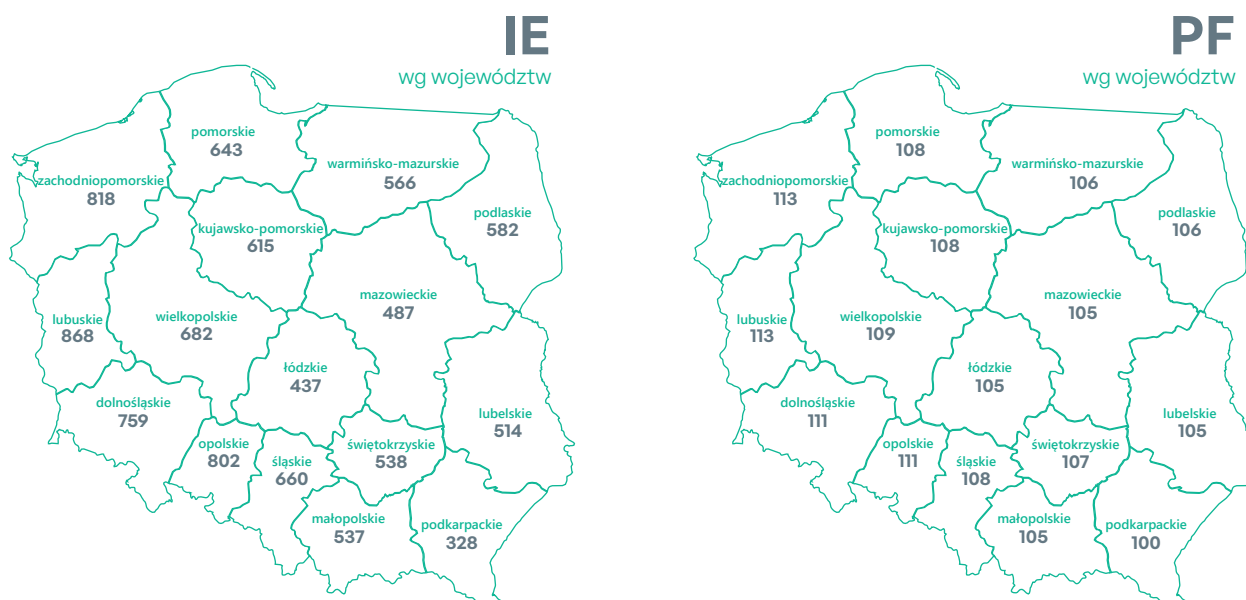 IE
wg województw
pomorskie
643
warmińsko-mazurskie
566
zachodniopomorskie
818
podlaskie
582
kujawsko-pomorskie
615
mazowieckie
487
lubuskie
868
wielkopolskie
682
łódzkie
437
dolnośląskie
759
lubelskie
514
opolskie
802
świętokrzyskie
538
śląskie
660
małopolskie
537
podkarpackie
328
PF
wg województw
pomorskie
108
warmińsko-mazurskie
106
zachodniopomorskie
113
podlaskie
106
kujawsko-pomorskie
108
mazowieckie
105
lubuskie
113
wielkopolskie
109
łódzkie
105
dolnośląskie
111
lubelskie
105
opolskie
111
świętokrzyskie
107
śląskie
108
małopolskie
105
podkarpackie
100